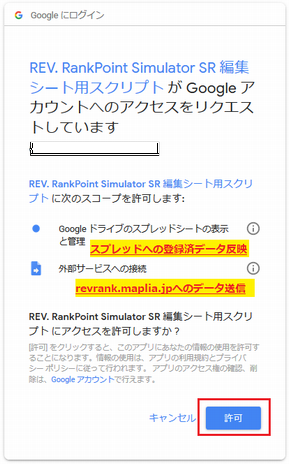 Google にログイン
REV. RankPoint Simulator SR 編集
シート用スクリプト が Google ア
カウントへのアクセスをリクエス
トしています
REV. RankPoint Simulator SR 編集シート用スクリプ
ト に次のスコープを許可します:
Google ドライブのスプレッドシートの表示
と管理
スプレッドへの登録済データ反映
外部サービスへの接続
revrank.maplia.jpへのデータ送信
REV. RankPoint Simulator SR 編集シート用スクリプ
ト にアクセスを許可しますか？
[許可] をクリックすると、このアプリにあなたの情報の使用を許可す
ることになります。情報の使用は、アプリの利用規約とプライバ
シー ポリシーに従って行われます。 アプリのアクセス権の確認、削
除は、Google アカウントで行えます。
キャンセル
許可